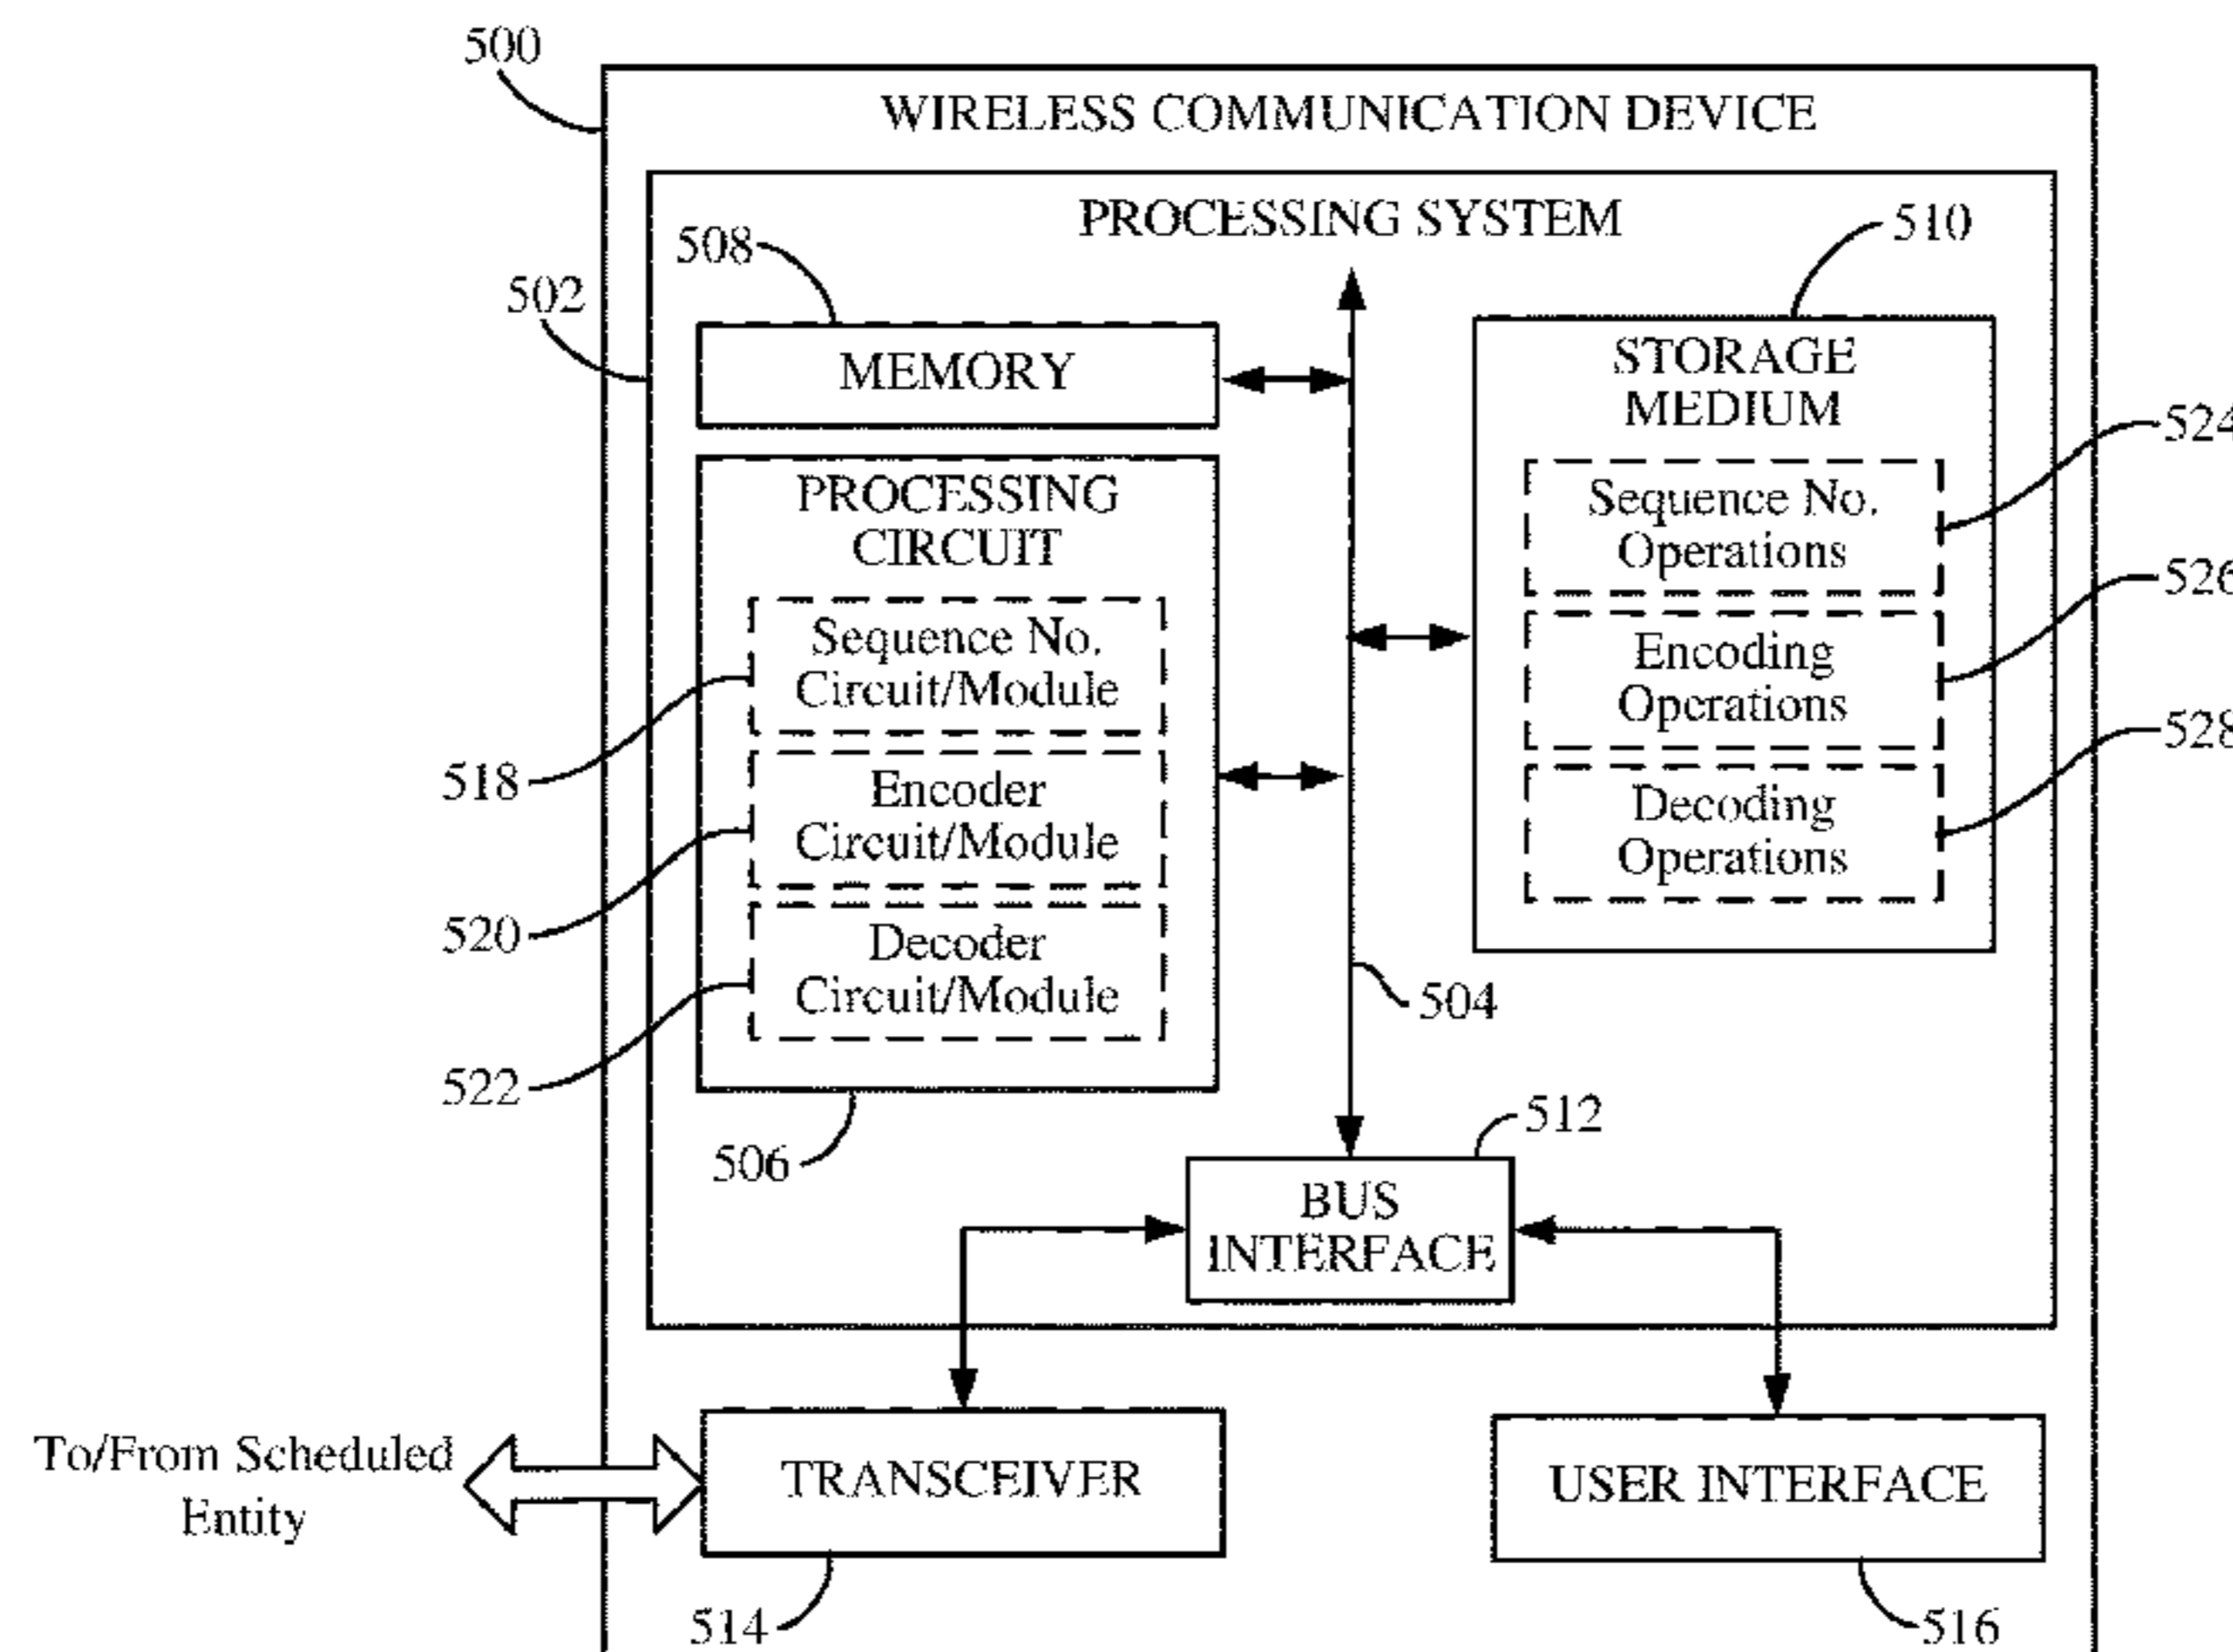 500
WIRELESS COMMUNICATION DEVICE
PROCESSING SYSTEM
508
510
502
MEMORY
STORAGE
MEDIUM
524
Sequence No.
Operations
526
Encoding
Operations
528
Decoding
Operations
PROCESSING
CIRCUIT
Sequence No.
Circuit/Module
518
Encoder
Circuit/Module
520
Decoder
Circuit/Module
522
504
506
512
BUS
INTERFACE
To/From Scheduled
Entity
TRANSCEIVER
USER INTERFACE
514
516